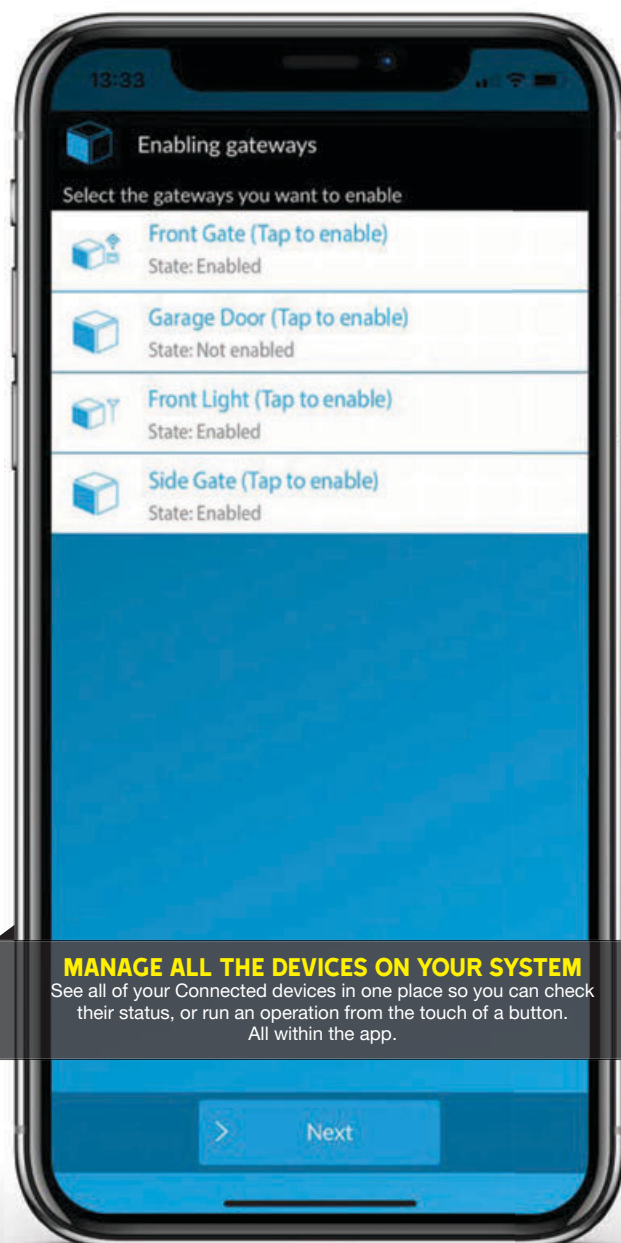 13:33
Enabling gateways
Select the gateways you want to enable
Front Gate (Tap to enable)
State: Enabled
Garage Door (Tap to enable)
State: Not enabled
Front Light (Tap to enable)
State: Enabled
Side Gate (Tap to enable)
State: Enabled
MANAGE ALL THE DEVICES ON YOUR SYSTEM
See all of your Connected devices in one place so you can check
their status, or run an operation from the touch of a button.
All within the app.
Next